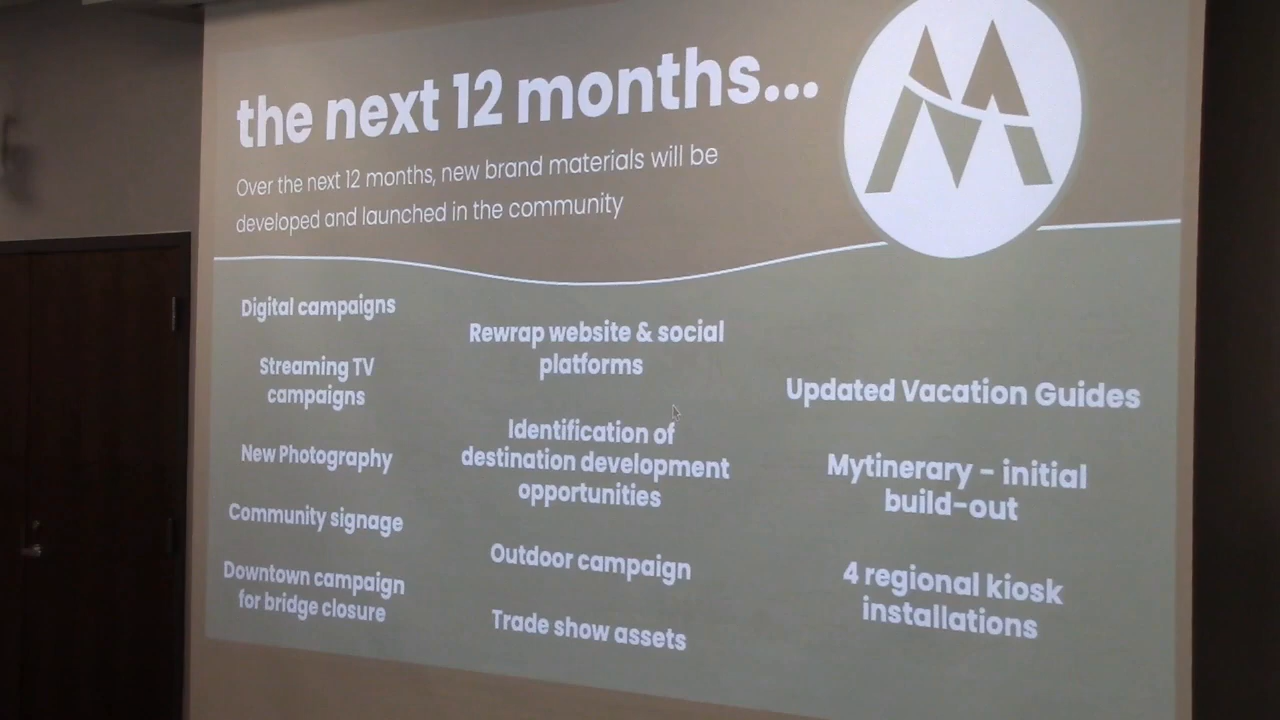 the next 12 months...
Over the next 12 months, new brand materials will be
developed and launched in the community
Digital campaigns
Streaming TV
campaigns
New Photography
Community signage
Downtown campaign
for bridge closure
Rewrap website & social
platforms
Identification of
destination development
opportunities
Outdoor campaign
Trade show assets
Updated Vacation Guides
Mytinerary - initial
build-out
4 regional kiosk
installations
M